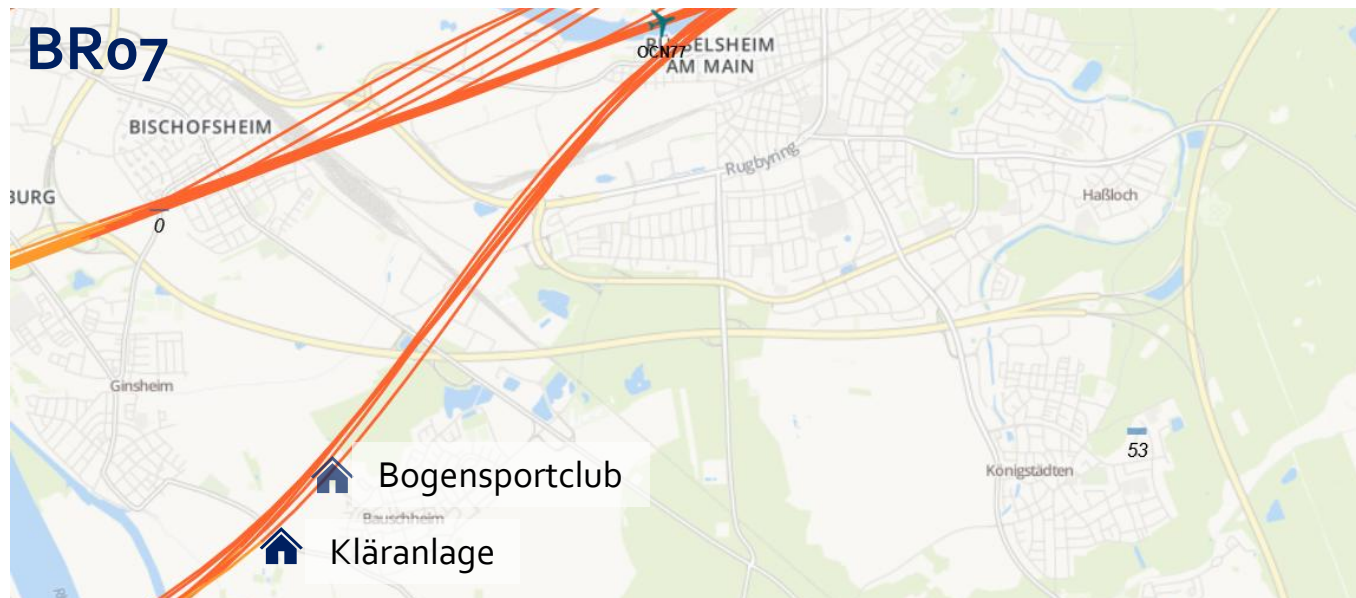 BR07
OCN77
RÜSSELSHEIM
AM MAIN
BISCHOFSHEIM
Rugbyring
BURG
Haßloch
0
Ginsheim
53
Königstädten
Bogensportclub
Bauschheim
Kläranlage